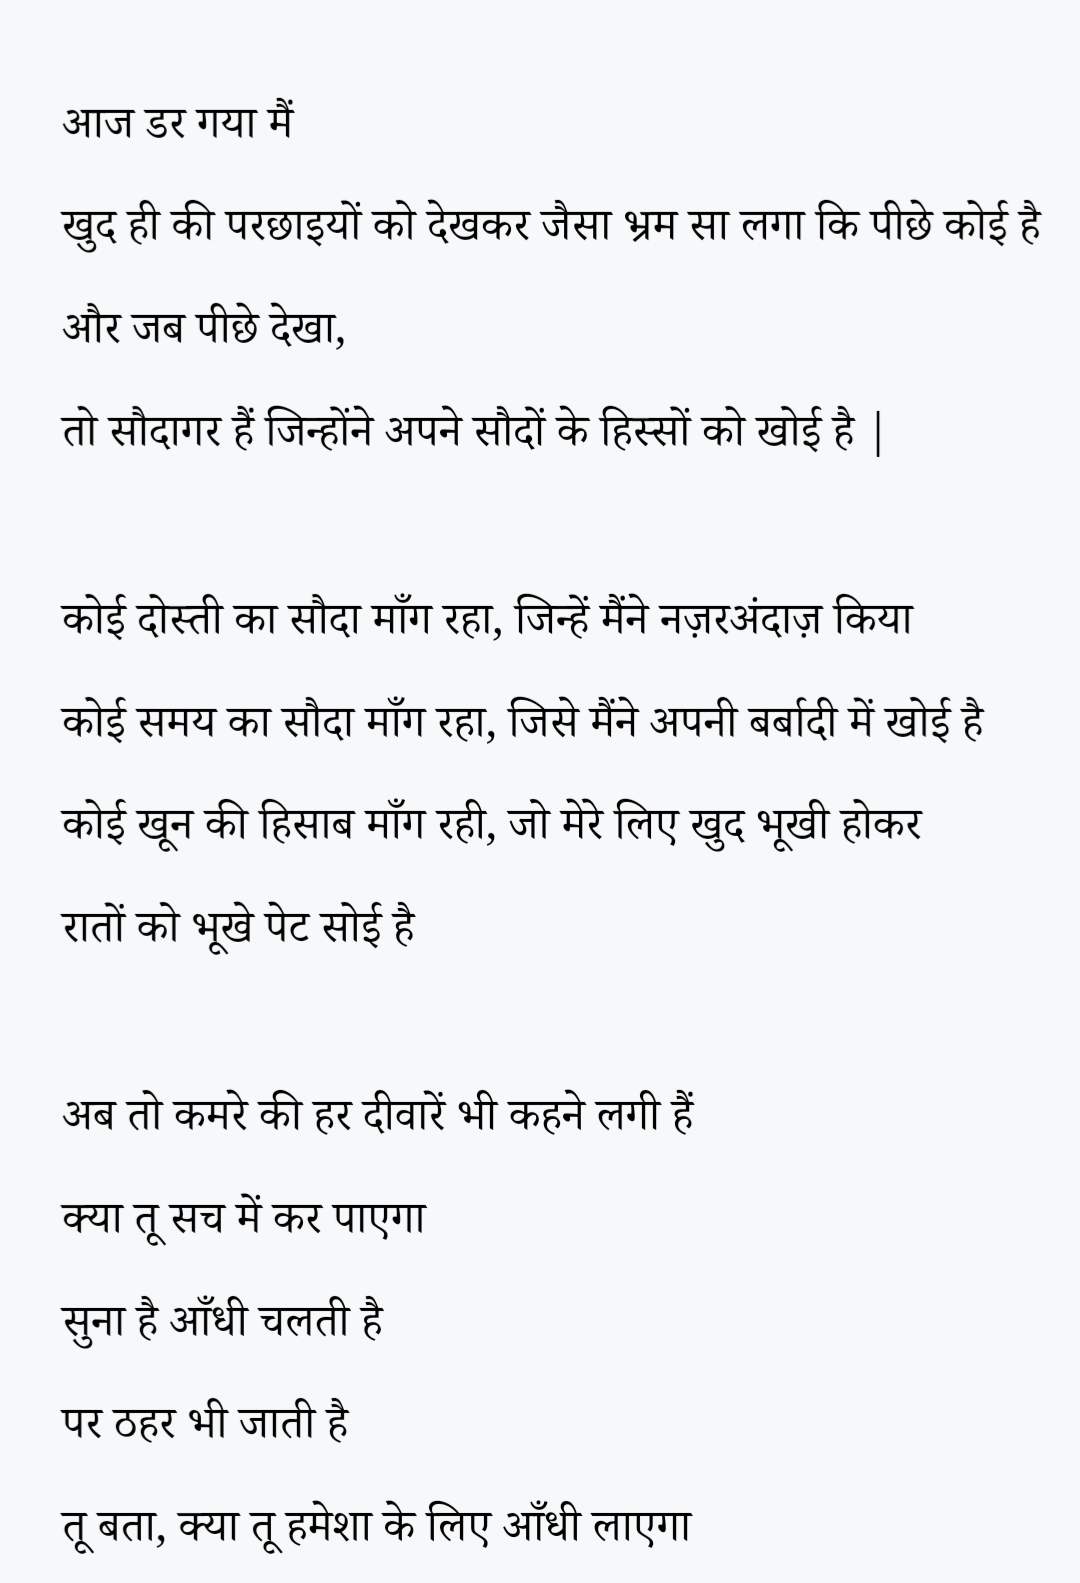 आज डर गया मैं
खुद ही की परछाइयों को देखकर जैसा भ्रम सा लगा कि पीछे कोई है
और जब पीछे देखा,
तो सौदागर हैं जिन्होंने अपने सौदों के हिस्सों को खोई है |
कोई दोस्ती का सौदा माँग रहा, जिन्हें मैंने नज़रअंदाज़ किया
कोई समय का सौदा माँग रहा, जिसे मैंने अपनी बर्बादी में खोई है
कोई खून की हिसाब माँग रही, जो मेरे लिए खुद भूखी होकर
रातों को भूखे पेट सोई है
अब तो कमरे की हर दीवारें भी कहने लगी हैं
क्या तू सच में कर पाएगा
सुना है आँधी चलती है
पर ठहर भी जाती है
तू बता, क्या तू हमेशा के लिए आँधी लाएगा